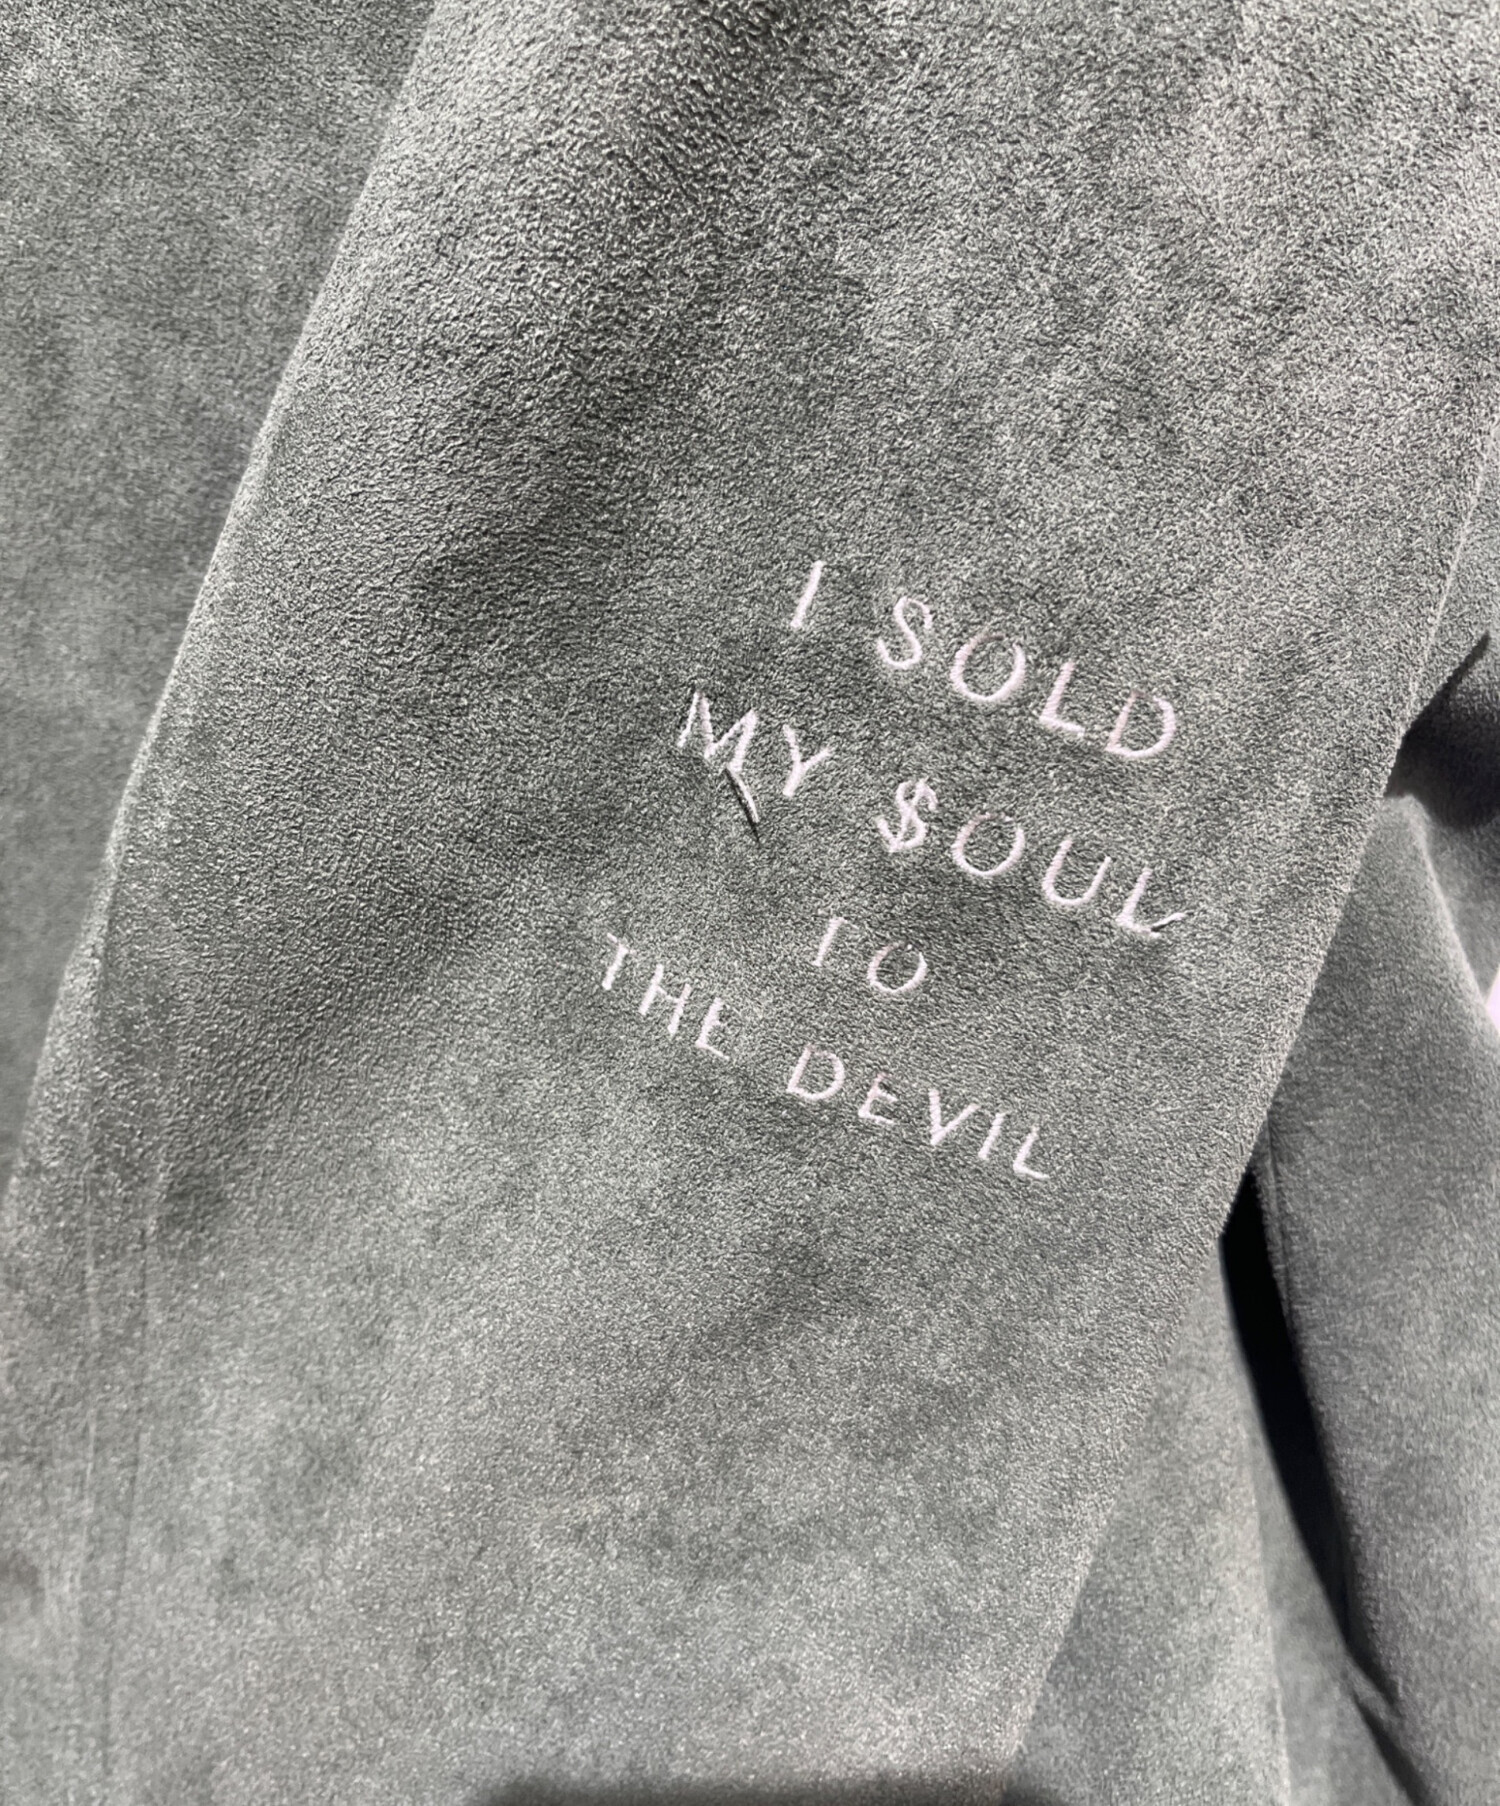 I SOLD
MY $OUL
TO
THE DEVIL